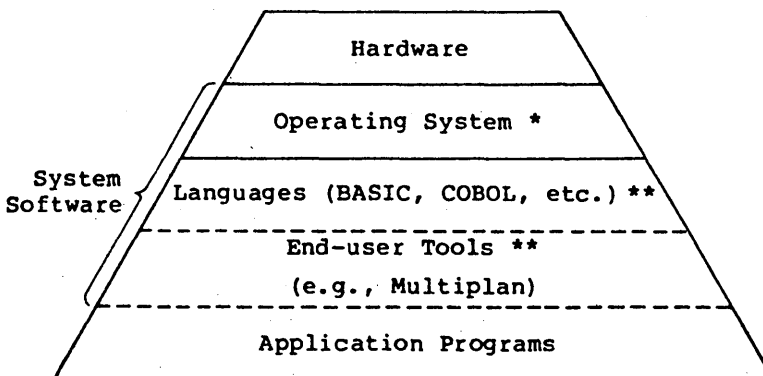 Hardware
Operating System *
System
Software
Languages (BASIC, COBOL, etc.) **
End-user Tools **
(e.g., Multiplan)
Application Programs